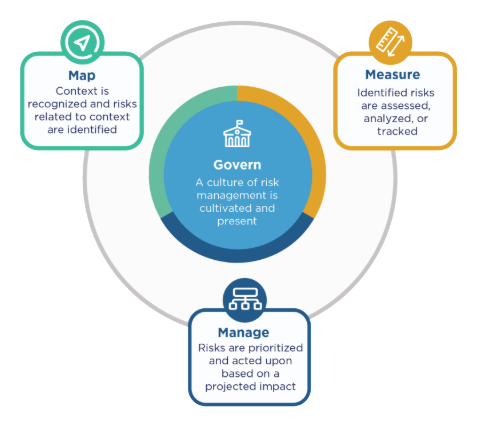 Map
Context is
recognized and risks
related to context
are identified
Measure
Identified risks
are assessed,
analyzed, or
tracked
Govern
A culture of risk
management is
cultivated and
present
Manage
Risks are prioritized
and acted upon
based on a
projected impact